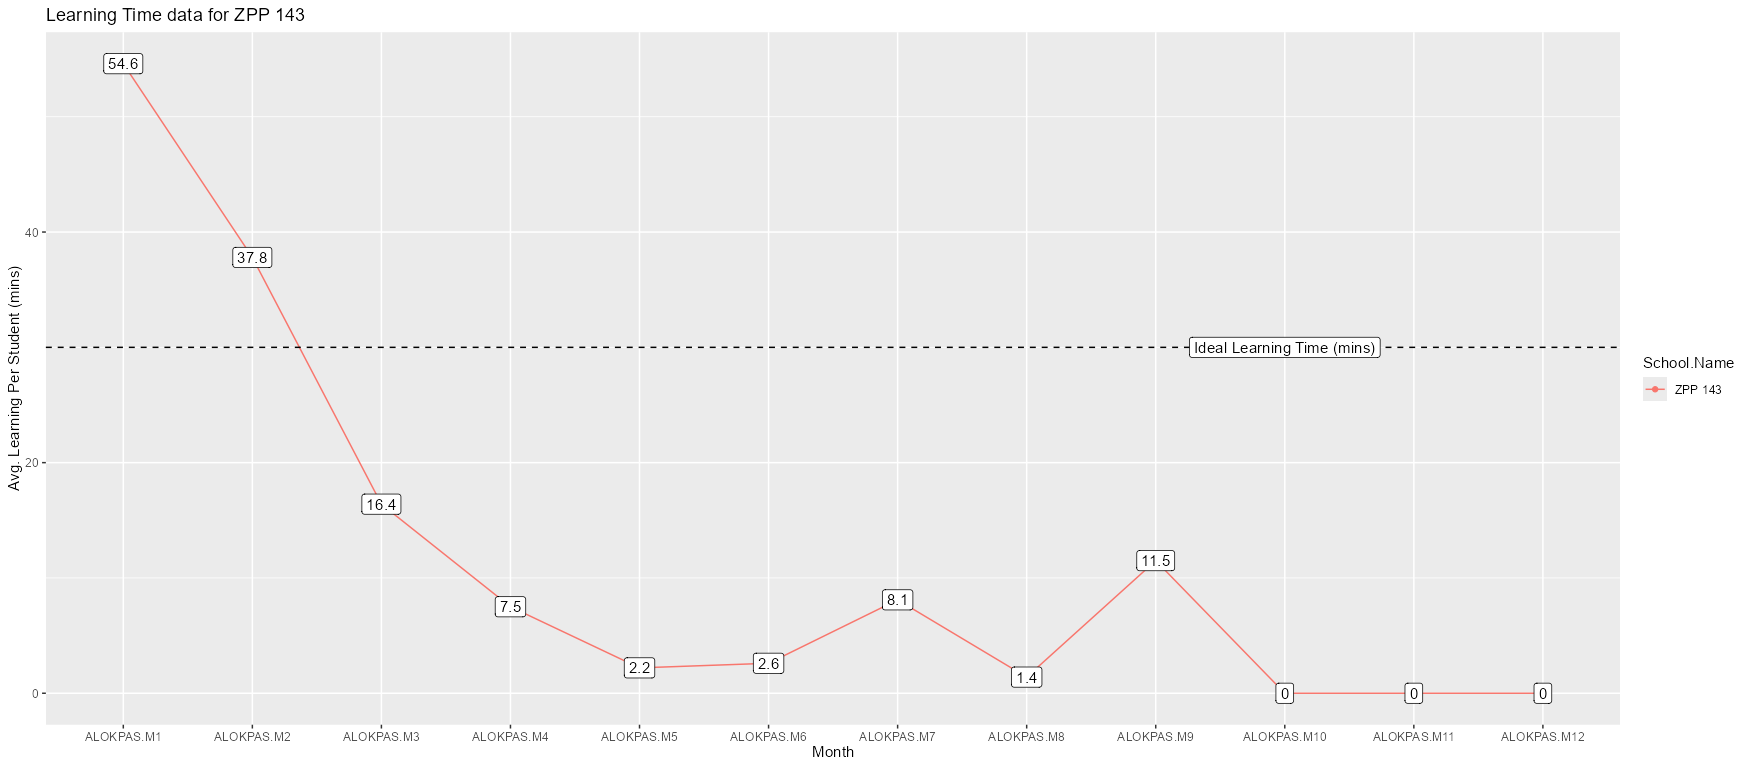 Learning Time data for ZPP 143
Avg. Learning Per Student (mins)
40
20
0
54.6
37.8
16.4
7.5
2.2
2.6
8.1
1.4
11.5
0
0
0
Ideal Learning Time (mins)
School.Name
ZPP 143
ALOKPAS.M1
ALOKPAS.M2
ALOKPAS.M3
ALOKPAS.M4
ALOKPAS.M5
ALOKPAS.M6
ALOKPAS.M7
ALOKPAS.M8
ALOKPAS.M9
ALOKPAS.M10
ALOKPAS.M11
ALOKPAS.M12
Month